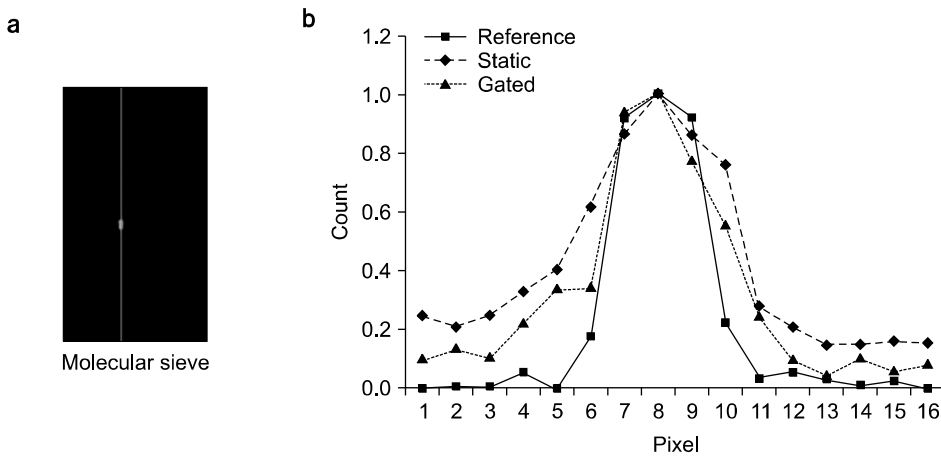 a
Molecular sieve
b
Reference
Static
Gated
Count
1.2
1.0
0.8
0.6
0.4
0.2
0.0
1 2 3 4 5 6 7 8 9 10 11 12 13 14 15 16
Pixel